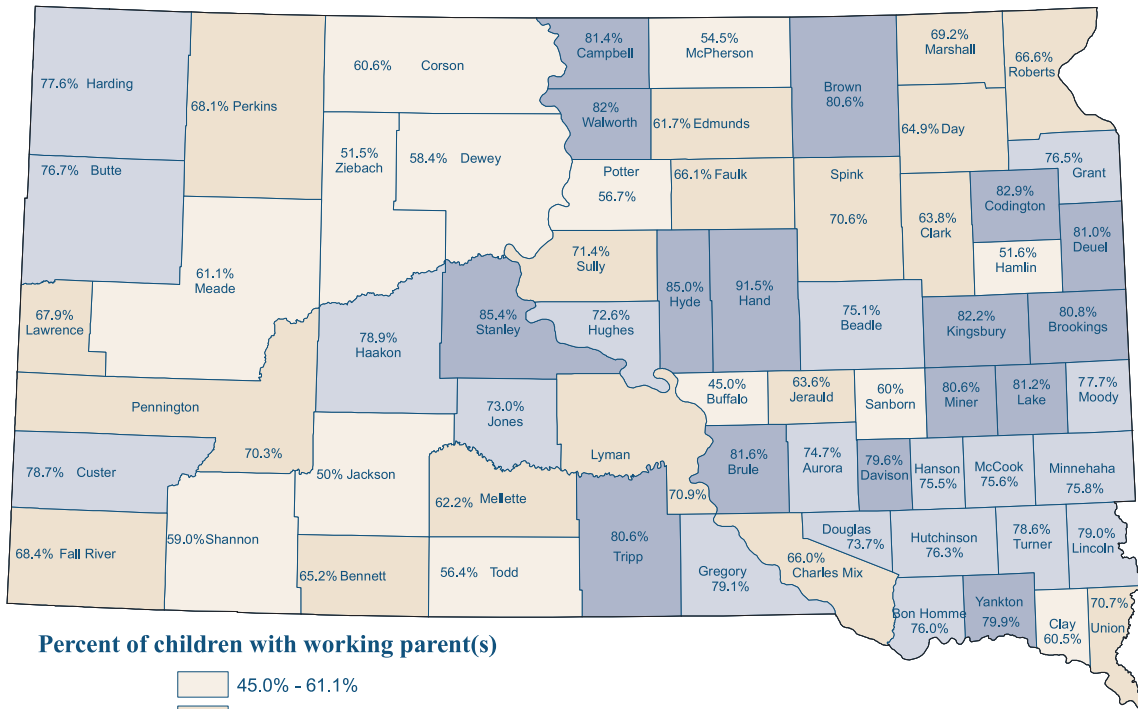 81.4%
Campbell
54.5%
McPherson
69.2%
Marshall
66.6%
Roberts
60.6% Corson
77.6% Harding
68.1% Perkins
Brown
80.6%
82%
Walworth
61.7% Edmunds
64.9% Day
51.5%
Ziebach
58.4% Dewey
76.7% Butte
76.5%
Grant
Potter
56.7%
66.1% Faulk
Spink
70.6%
82.9%
Codington
63.8%
Clark
81.0%
Deuel
51.6%
Hamlin
71.4%
Sully
61.1%
Meade
85.0%
Hyde
91.5%
Hand
67.9%
Lawrence
78.9%
Haakon
85.4%
Stanley
72.6%
Hughes
75.1%
Beadle
82.2%
Kingsbury
80.8%
Brookings
45.0%
Buffalo
63.6%
Jerauld
60%
Sanborn
80.6%
Miner
81.2%
Lake
77.7%
Moody
Pennington
70.3%
73.0%
Jones
Lyman
70.9%
78.7% Custer
50% Jackson
81.6%
Brule
74.7%
Aurora
79.6%
Davison
Hanson
75.5%
McCook
75.6%
Minnehaha
75.8%
62.2% Mellette
59.0%Shannon
68.4% Fall River
65.2% Bennett
56.4% Todd
80.6%
Tripp
Gregory
79.1%
66.0%
Charles Mix
Douglas
73.7%
Hutchinson
76.3%
78.6%
Turner
79.0%
Lincoln
Bon Homme
76.0%
Yankton
79.9%
Clay
60.5%
70.7%
Union
Percent of children with working parent(s)
45.0% - 61.1%